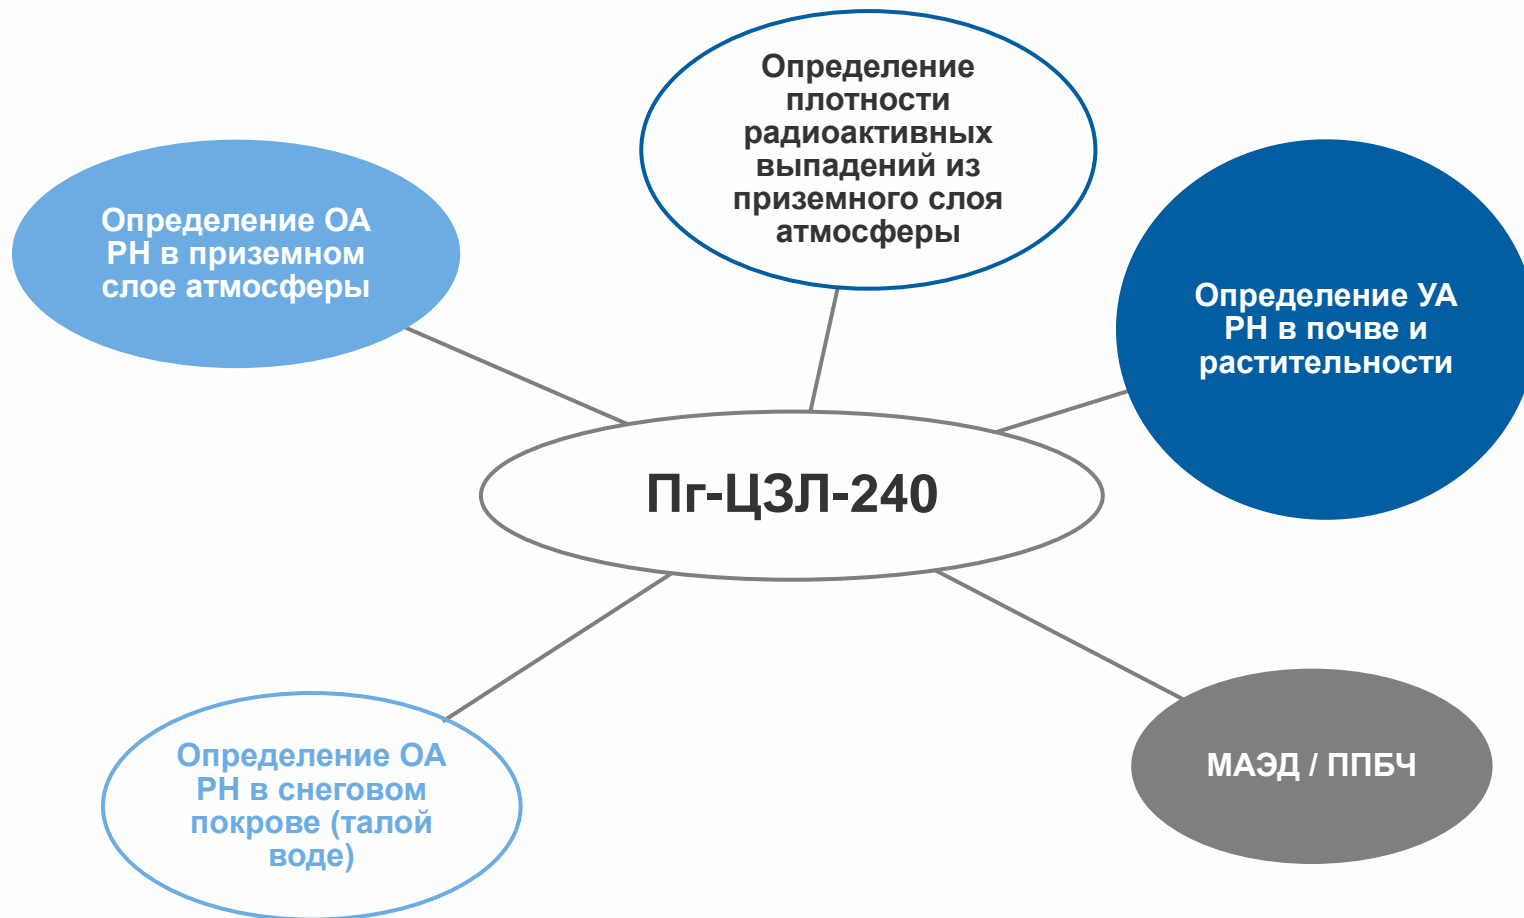 Определение
плотности
радиоактивных
выпадений из
приземного слоя
атмосферы
Определение ОА
РН в приземном
слое атмосферы
Определение УА
РН в почве и
растительности
Пг-ЦЗЛ-240
Определение ОА
РН в снеговом
покрове (талой
воде)
МАЭД / ППБЧ